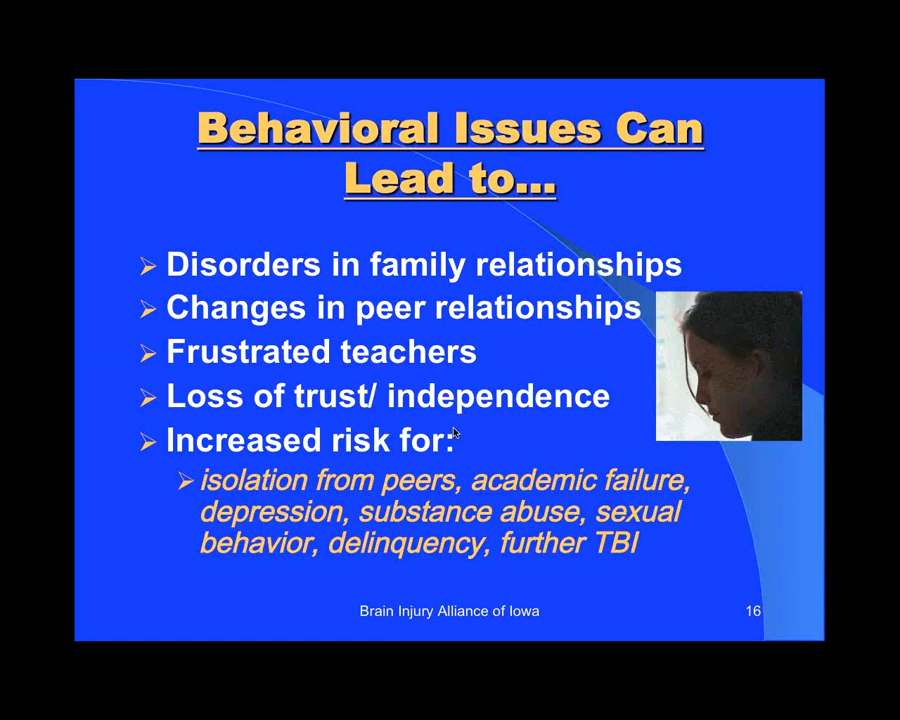 Behavioral Issues Can
Lead to...
Disorders in family relationships
Changes in peer relationships
Frustrated teachers
Loss of trust/ independence
Increased risk for:
isolation from peers, academic failure,
depression, substance abuse, sexual
behavior, delinquency, further TBI
Brain Injury Alliance of Iowa
16